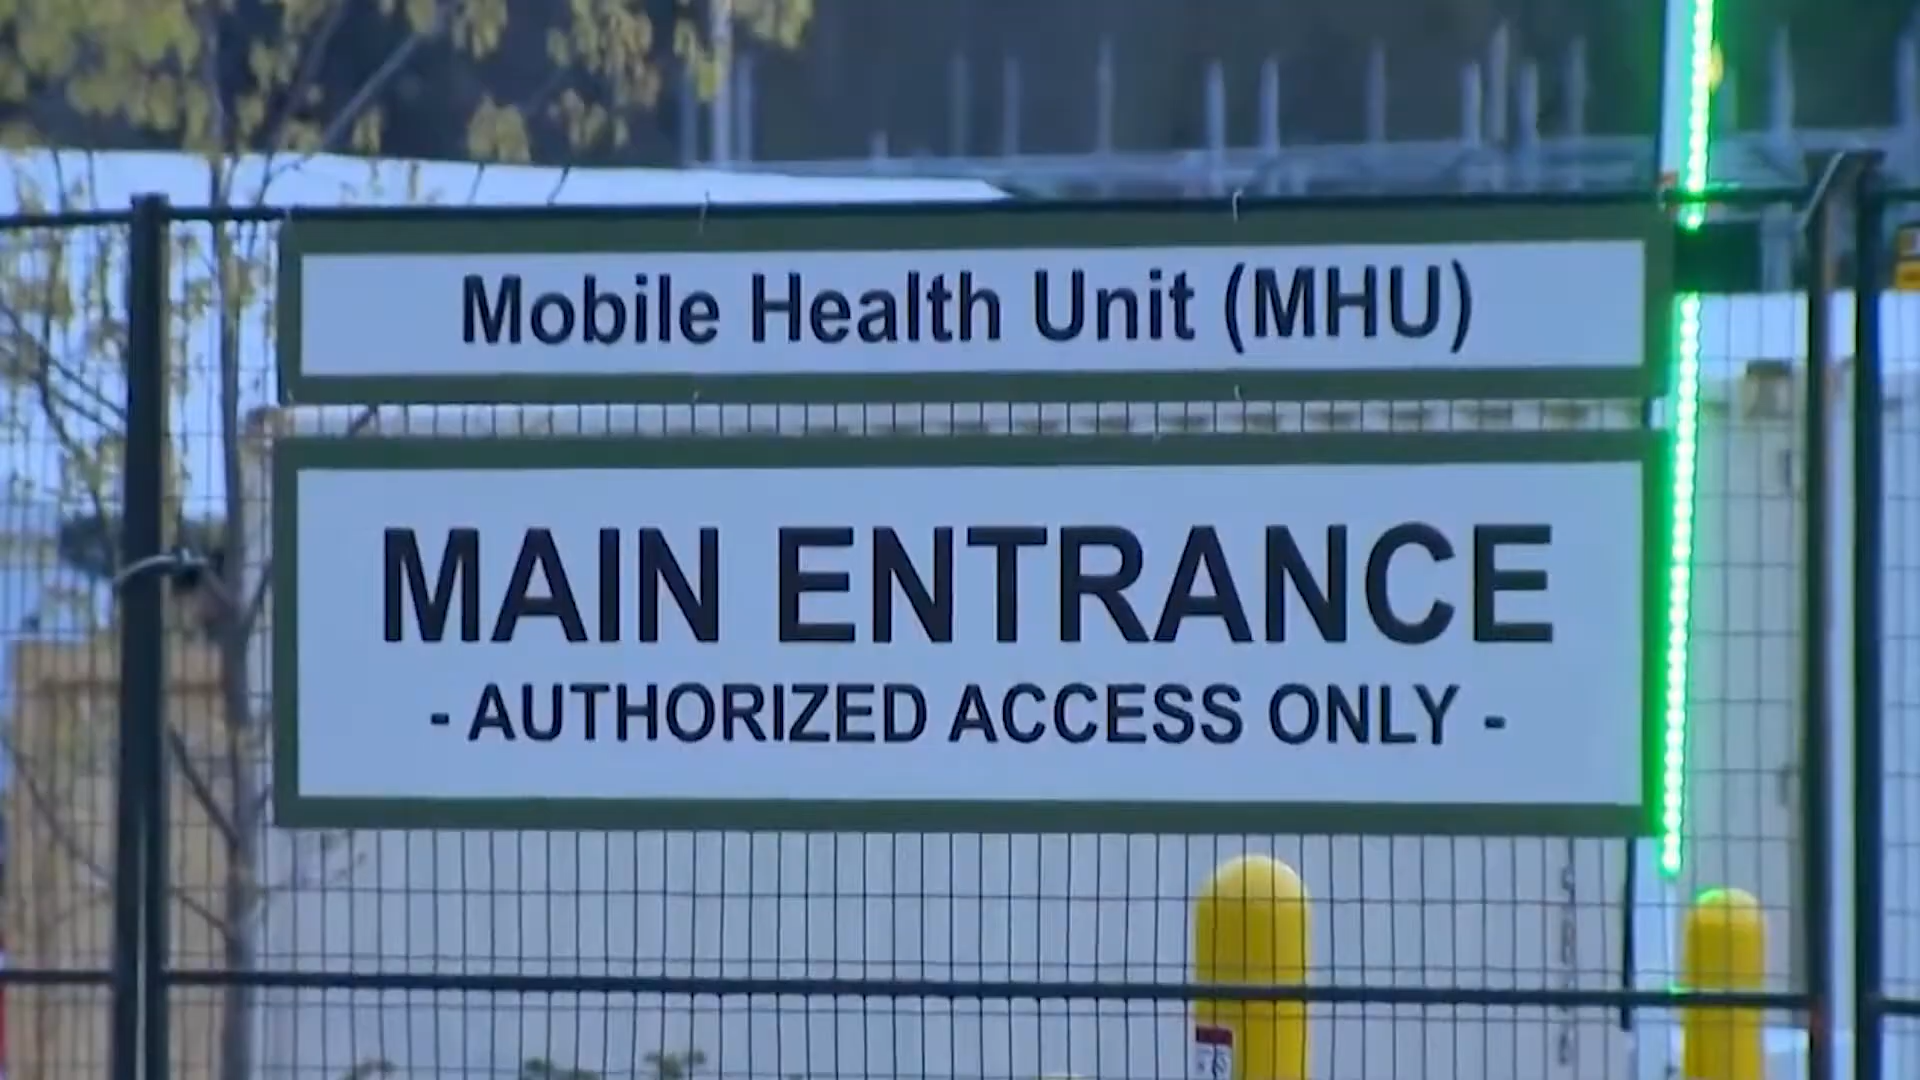 Mobile Health Unit (MHU)
MAIN ENTRANCE
- AUTHORIZED ACCESS ONLY -